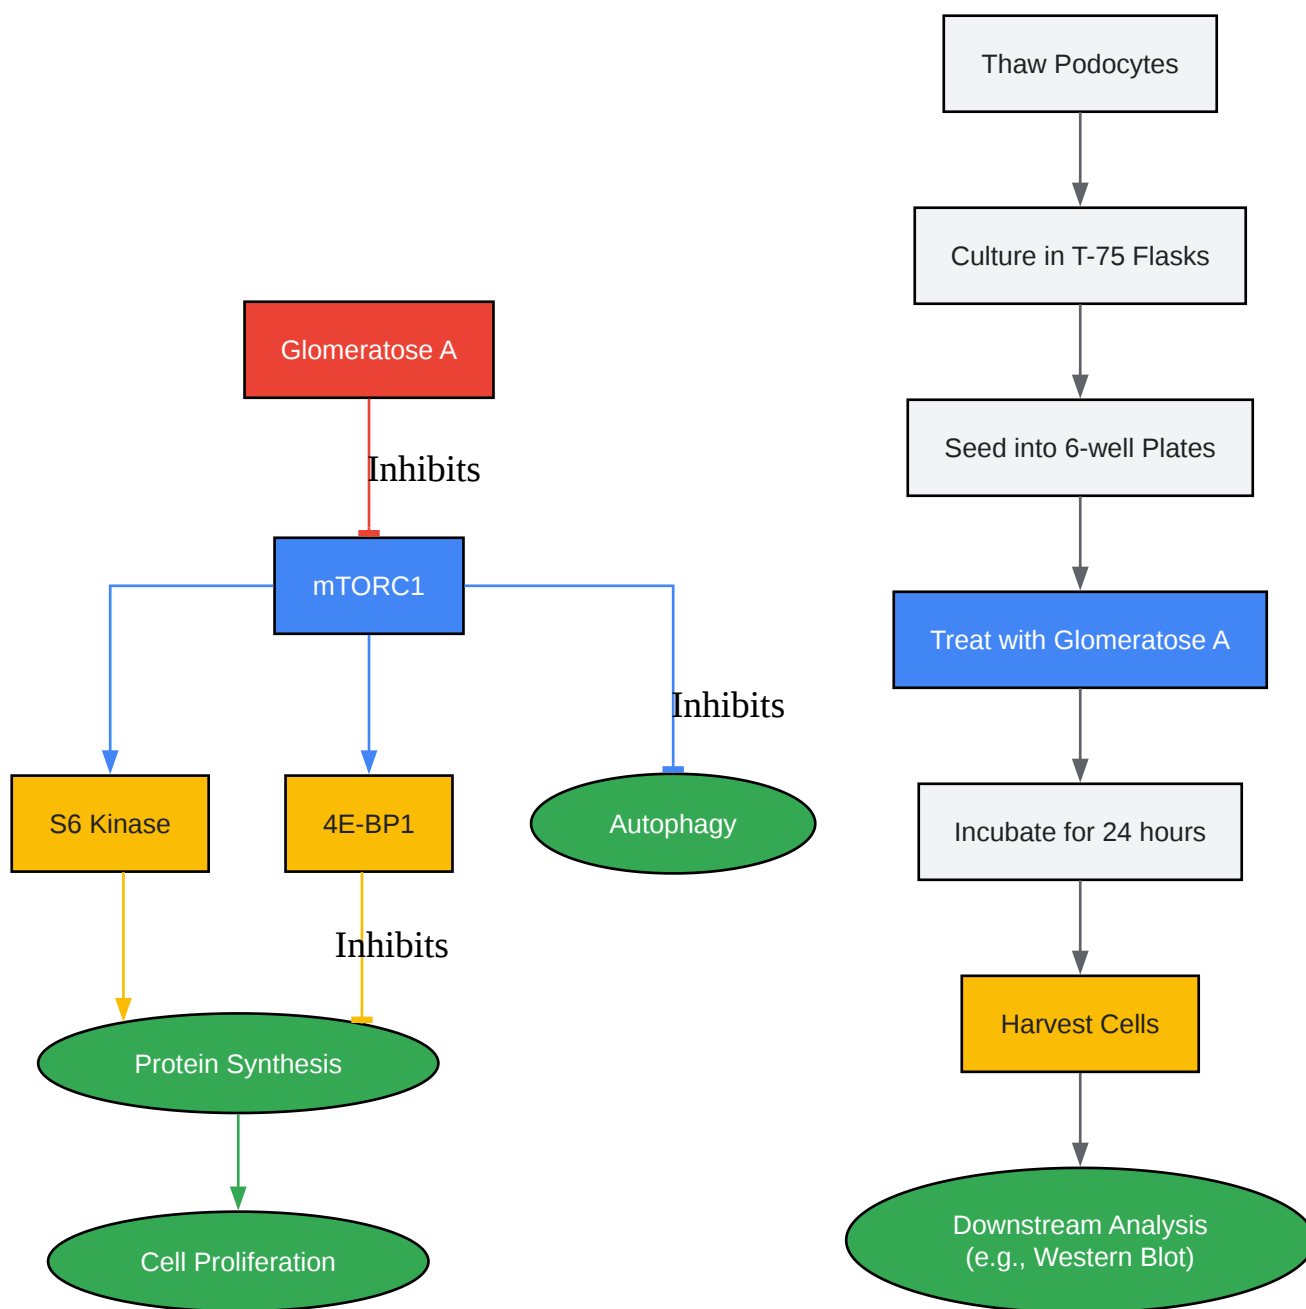 Glomeratose A
Inhibits
mTORC1
Inhibits
S6 Kinase
4E-BP1
Autophagy
Inhibits
Protein Synthesis
Cell Proliferation
Thaw Podocytes
Culture in T-75 Flasks
Seed into 6-well Plates
Treat with Glomeratose A
Incubate for 24 hours
Harvest Cells
Downstream Analysis
(e.g., Western Blot)